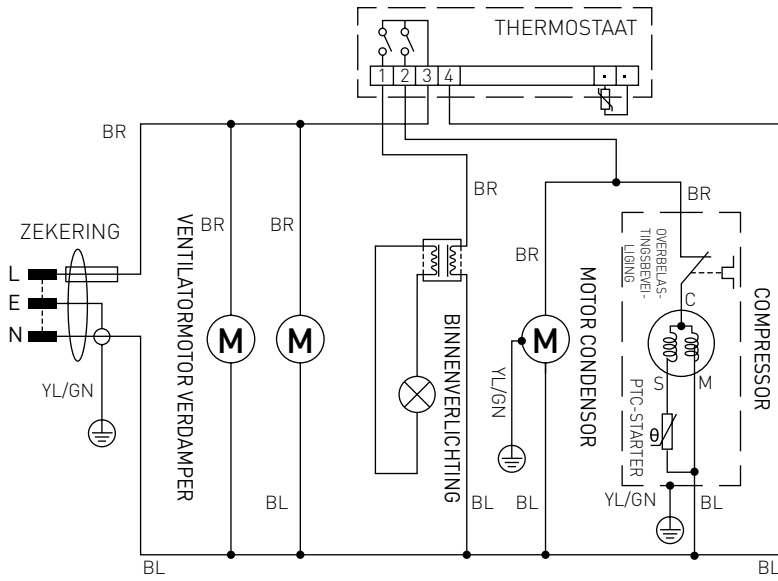 THERMOSTAAT
1 2 3 4
BR
BR
BR
BR
BR
BR
ZEKERING
L
E
N
YL/GN
VENTILATORMOTOR VERDAMPER
M
M
BINNENVERLICHTING
M
MOTOR CONDENSOR
YL/GN
OVERBELAS-
TINGSBEVEI-
LIGING
C
S
M
PTC-STARTER
θ
COMPRESSOR
YL/GN
BL
BL
BL
BL
BL
BL